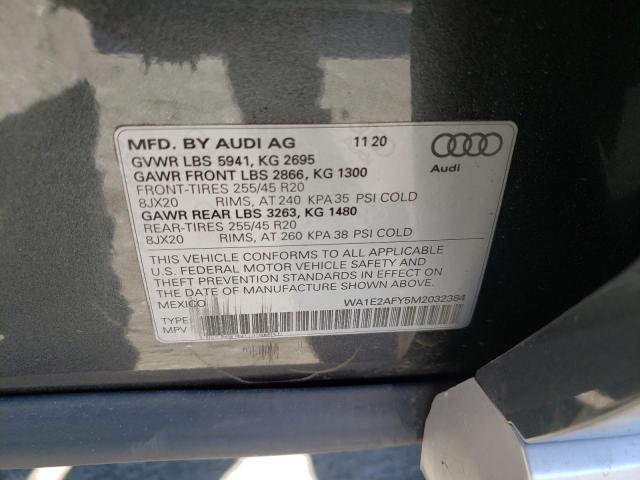 MFD. BY AUDI AG 11 20
GVWR LBS 5941, KG 2695
GAWR FRONT LBS 2866, KG 1300
FRONT-TIRES 255/45 R20
8JX20 RIMS, AT 240 KPA 35 PSI COLD
GAWR REAR LBS 3263, KG 1480
REAR-TIRES 255/45 R20
8JX20 RIMS, AT 260 KPA 38 PSI COLD
Audi
THIS VEHICLE CONFORMS TO ALL APPLICABLE
U.S. FEDERAL MOTOR VEHICLE SAFETY AND
THEFT PREVENTION STANDARDS IN EFFECT ON
THE DATE OF MANUFACTURE SHOWN ABOVE
MEXICO WA1E2AFY5M2032384
TYPE:
MPV